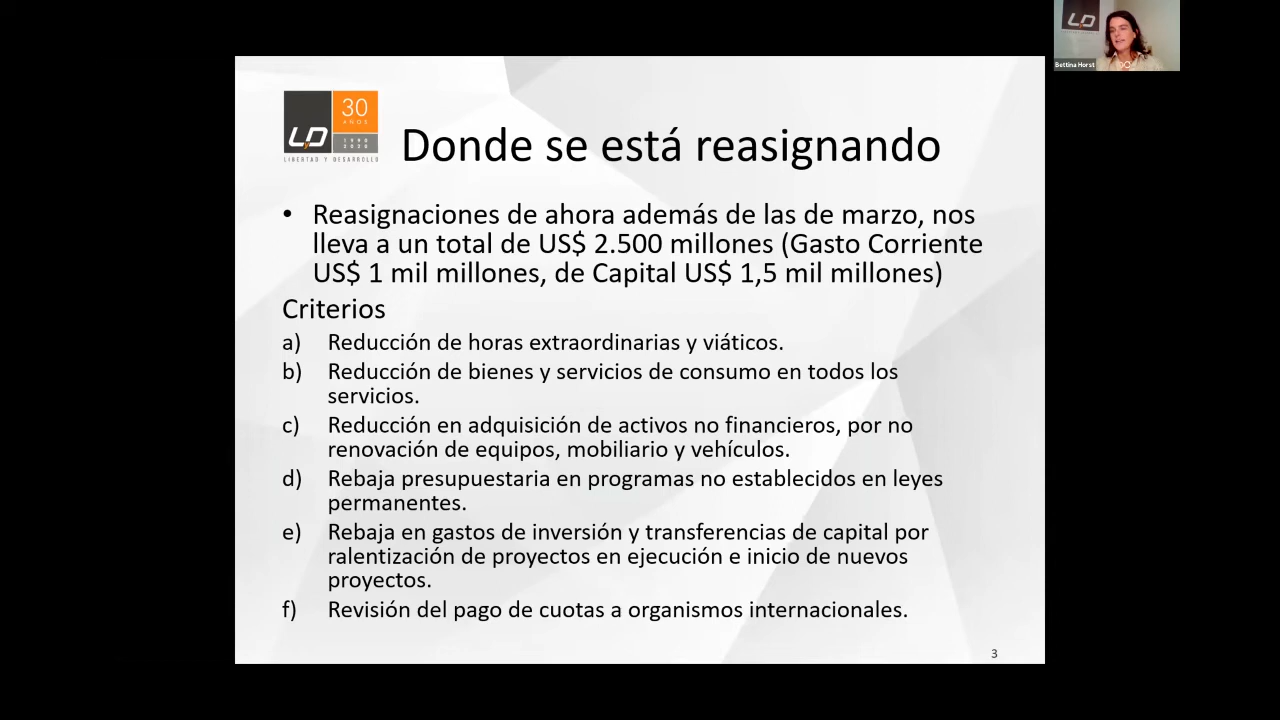 LyD
Bettina Horst
30
AÑOS
LyD
1990
2020
LIBERTAD Y DESARROLLO
Donde se está reasignando
• Reasignaciones de ahora además de las de marzo, nos
lleva a un total de US$ 2.500 millones (Gasto Corriente
US$ 1 mil millones, de Capital US$ 1,5 mil millones)
Criterios
a) Reducción de horas extraordinarias y viáticos.
b) Reducción de bienes y servicios de consumo en todos los
servicios.
c) Reducción en adquisición de activos no financieros, por no
renovación de equipos, mobiliario y vehículos.
d) Rebaja presupuestaria en programas no establecidos en leyes
permanentes.
e) Rebaja en gastos de inversión y transferencias de capital por
ralentización de proyectos en ejecución e inicio de nuevos
proyectos.
f) Revisión del pago de cuotas a organismos internacionales.
3